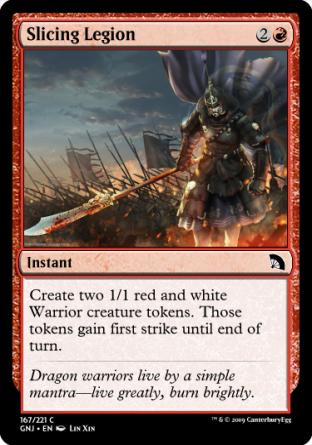 Slicing Legion 2
Instant
Create two 1/1 red and white
Warrior creature tokens. Those
tokens gain first strike until end of
turn.
Dragon warriors live by a simple
mantra—live greatly, burn brightly.
167/221 C
GNJ • EN Lin Xin
™ & © 2019 CanterburyEgg